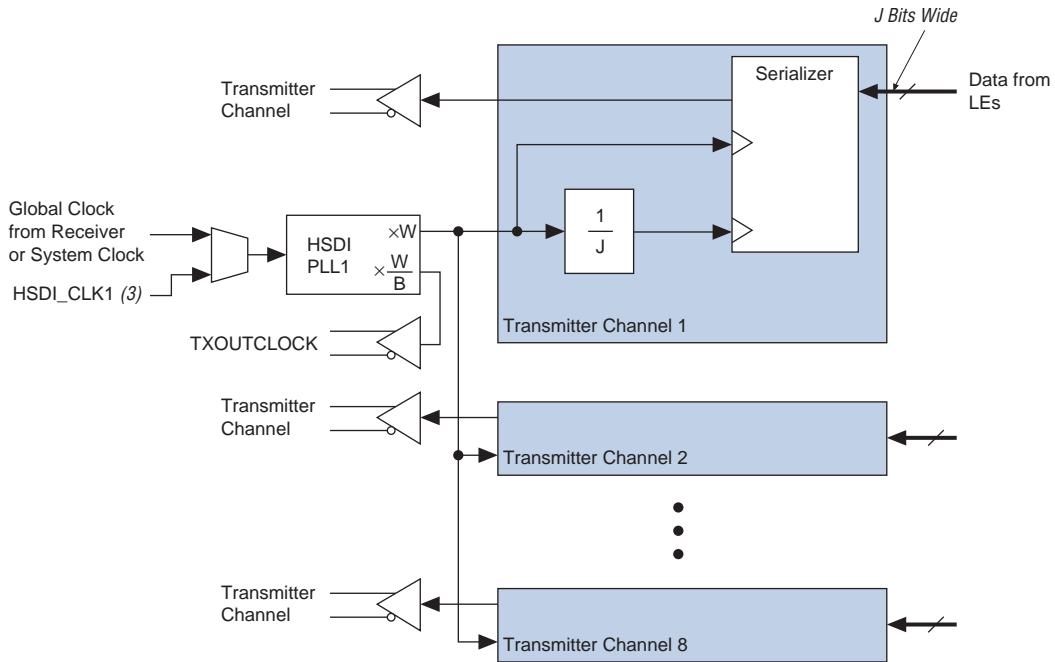 J Bits Wide
Serializer
Data from
LEs
Transmitter
Channel
Global Clock
from Receiver
or System Clock
HSDI_CLK1 (3)
HSDI
PLL1
×W
×W/B
1/J
Transmitter Channel 1
TXOUTCLOCK
Transmitter
Channel
Transmitter Channel 2
Transmitter
Channel
Transmitter Channel 8